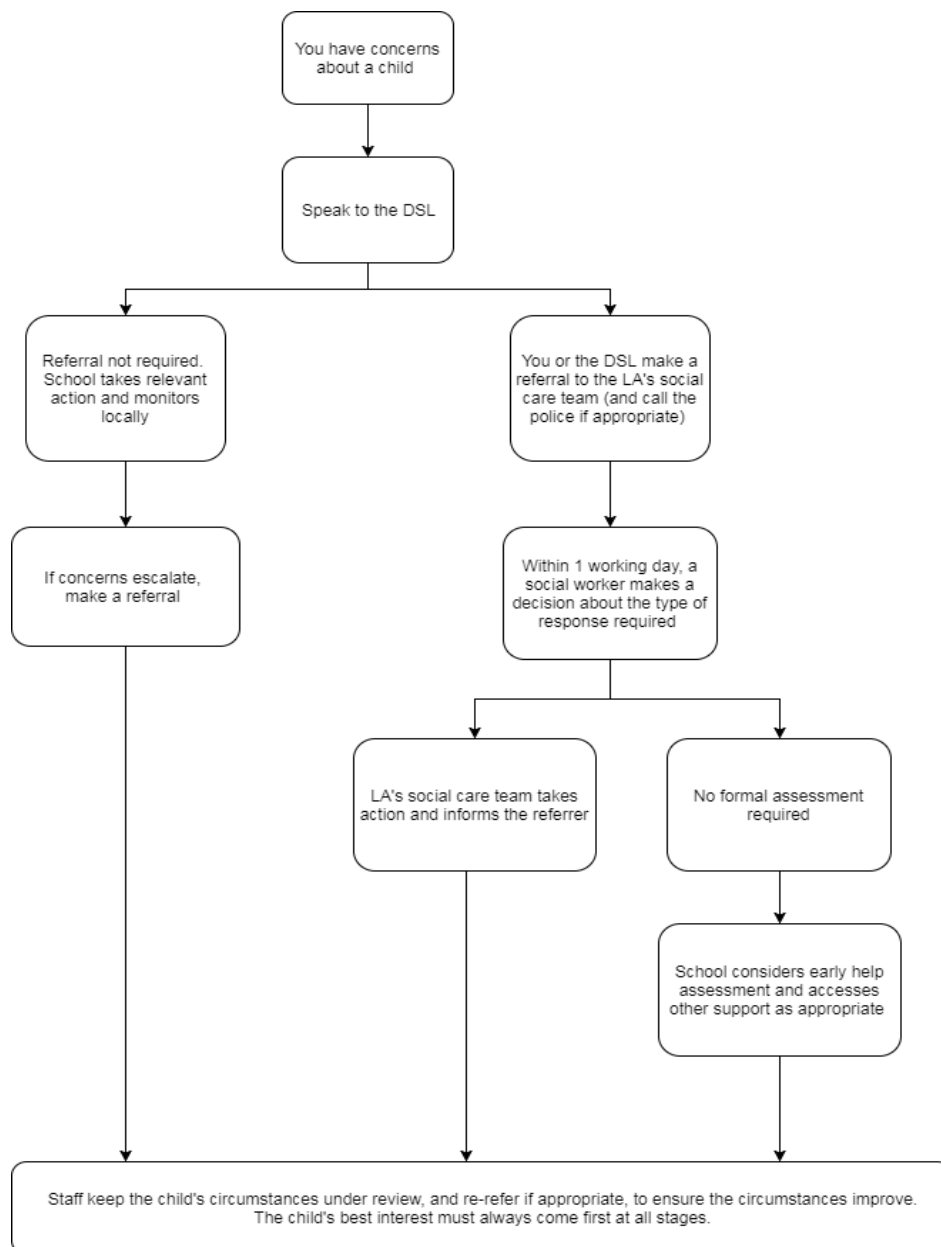 You have concerns
about a child
Speak to the DSL
Referral not required.
School takes relevant
action and monitors
locally
You or the DSL make a
referral to the LA's social
care team (and call the
police if appropriate)
If concerns escalate,
make a referral
Within 1 working day, a
social worker makes a
decision about the type of
response required
LA's social care team takes
action and informs the referrer
No formal assessment
required
School considers early help
assessment and accesses
other support as appropriate
Staff keep the child's circumstances under review, and re-refer if appropriate, to ensure the circumstances improve.
The child's best interest must always come first at all stages.